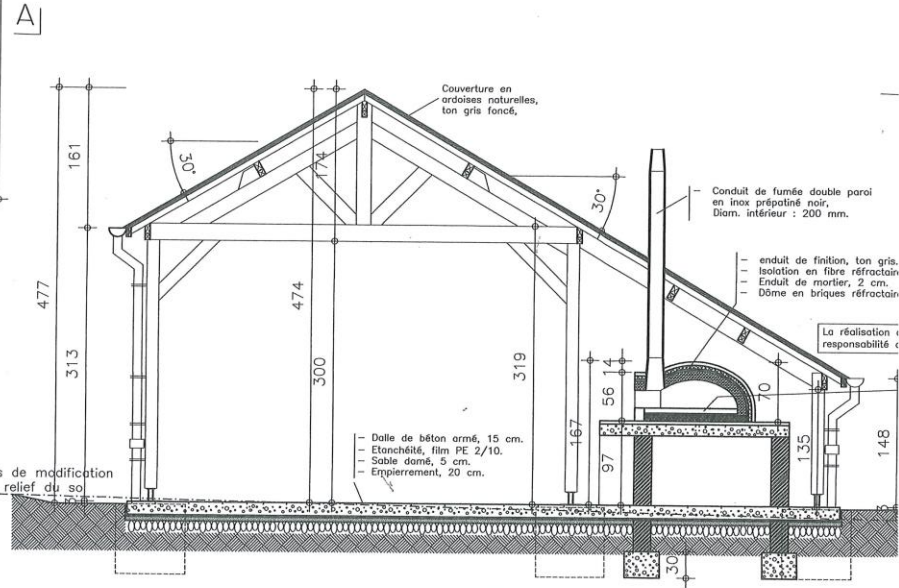 A
Couverture en
ardoises naturelles,
ton gris foncé,
161
30°
174
30°
- Conduit de fumée double paroi
en inox prépatiné noir,
Diam. intérieur : 200 mm.
- enduit de finition, ton gris.
- Isolation en fibre réfractaire
- Enduit de mortier, 2 cm.
- Dôme en briques réfractaire
477
474
313
300
319
La réalisation
responsabilité
14
56
70
167
97
135
148
- Dalle de béton armé, 15 cm.
- Etanchéité, film PE 2/10.
- Sable damé, 5 cm.
- Empierrement, 20 cm.
de modification
relief du so
3
30